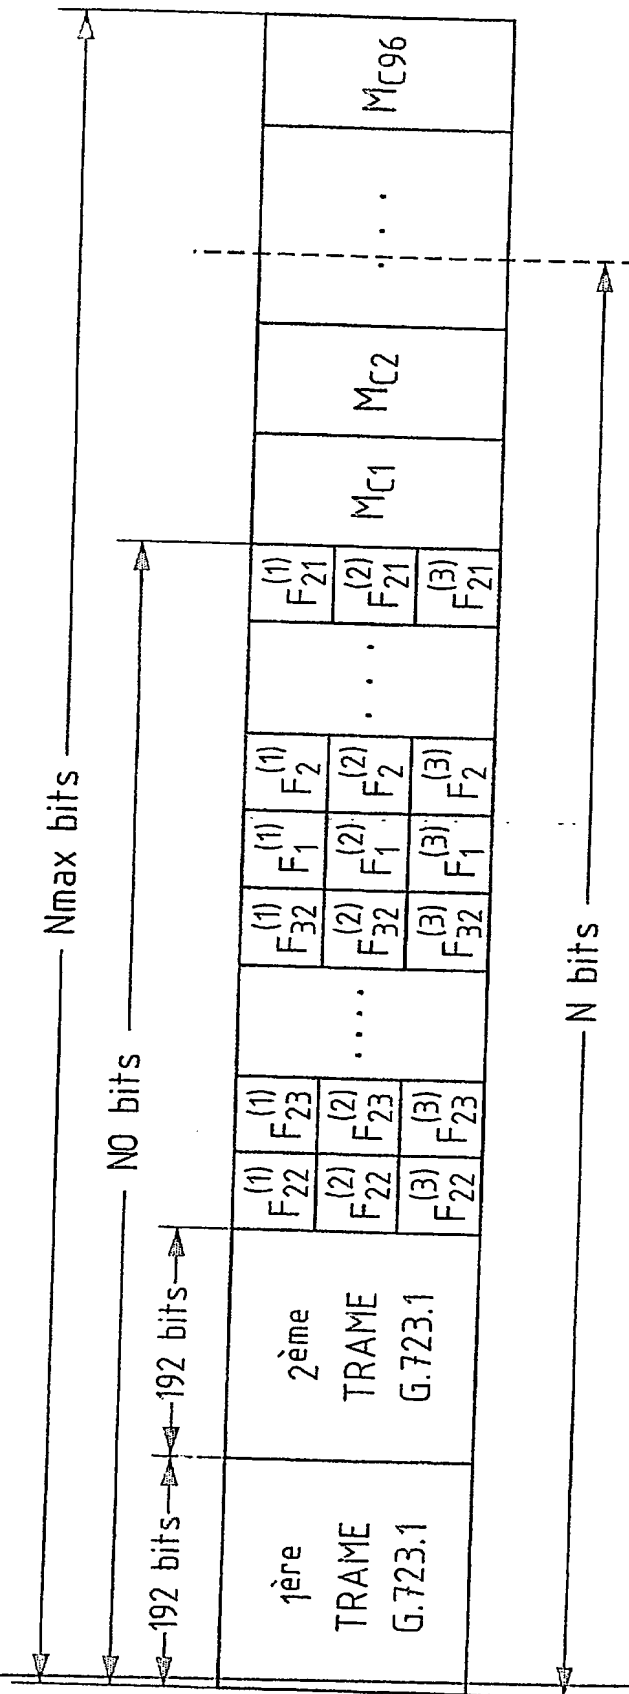 Nmax bits
N0 bits
192 bits
192 bits
1ère
TRAME
G.723.1
2ème
TRAME
G.723.1
F22(1)
F22(2)
F22(3)
F23(1)
F23(2)
F23(3)
....
F32(1)
F32(2)
F32(3)
F1(1)
F1(2)
F1(3)
F2(1)
F2(2)
F2(3)
...
F21(1)
F21(2)
F21(3)
MC1
MC2
...
MC96
N bits